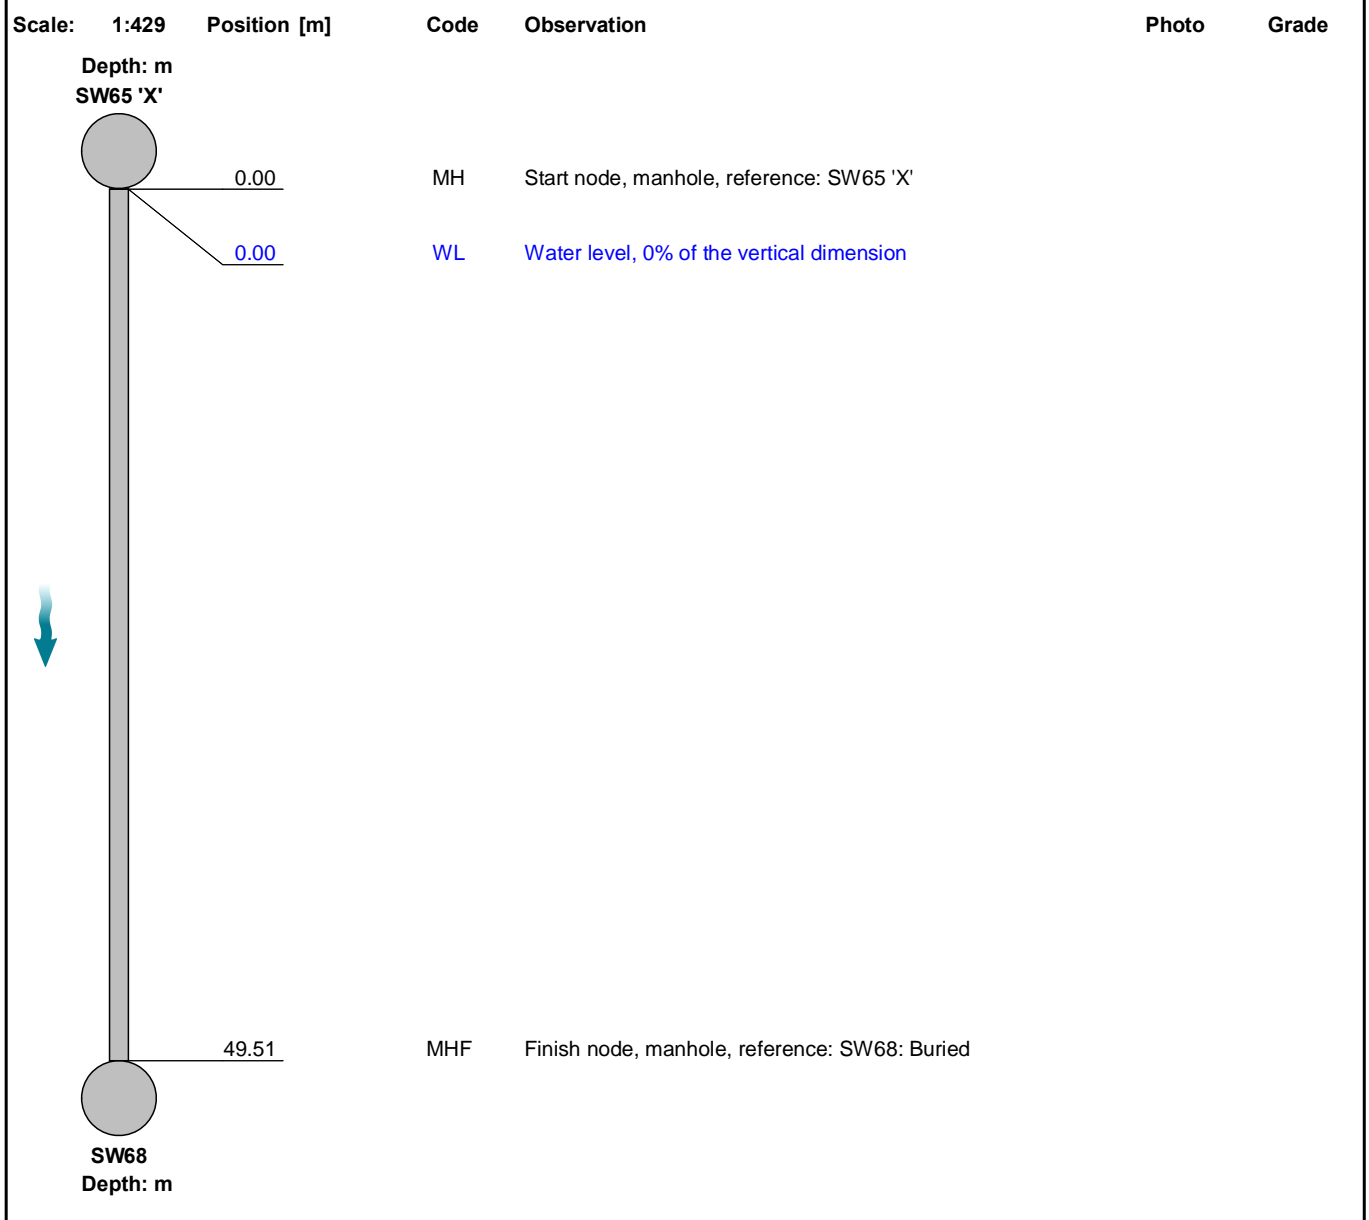 Scale: 1:429 Position [m] Code Observation Photo Grade
Depth: m
SW65 'X'
0.00 MH Start node, manhole, reference: SW65 'X'
0.00 WL Water level, 0% of the vertical dimension
49.51 MHF Finish node, manhole, reference: SW68: Buried
SW68
Depth: m